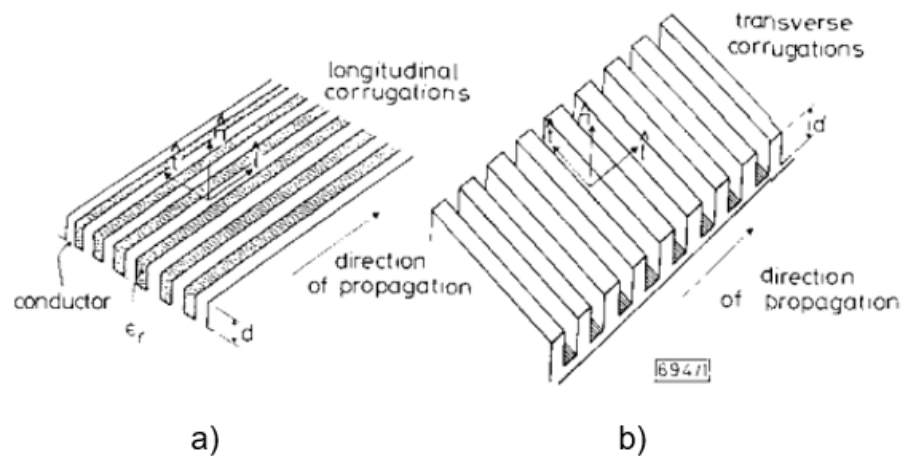 longitudinal
corrugations
conductor
εr
d
direction
of propagation
transverse
corrugations
d
direction
of propagation
694/1
a)
b)